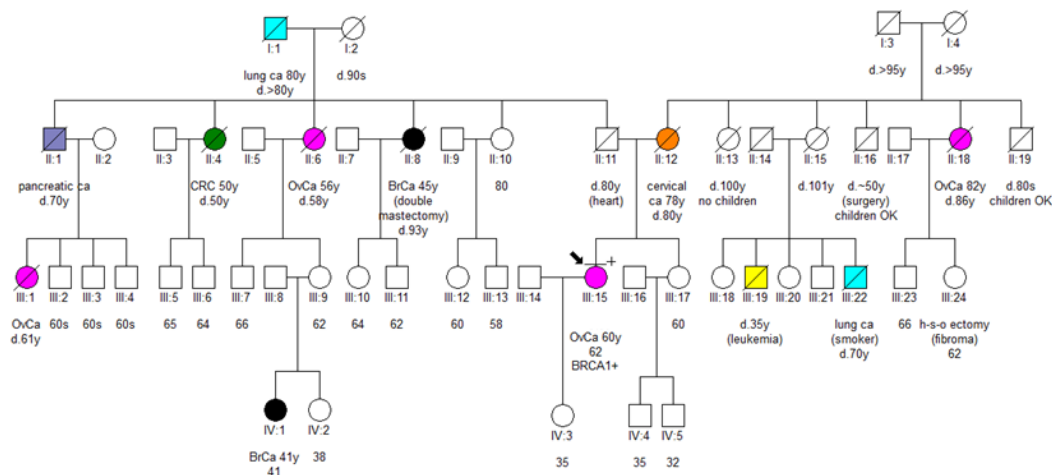 I:1
I:2
I:3
I:4
lung ca 80y
d.>80y
d.90s
d.>95y
d.>95y
II:1
II:2
II:3
II:4
II:5
II:6
II:7
II:8
II:9
II:10
II:11
II:12
II:13
II:14
II:15
II:16
II:17
II:18
II:19
pancreatic ca
d.70y
CRC 50y
d.50y
OvCa 56y
d.58y
BrCa 45y
(double
mastectomy)
d.93y
80
d.80y
(heart)
cervical
ca 78y
d.80y
d.100y
no children
d.101y
d.~50y
(surgery)
children OK
OvCa 82y
d.86y
d.80s
children OK
+
III:1
III:2
III:3
III:4
III:5
III:6
III:7
III:8
III:9
III:10
III:11
III:12
III:13
III:14
III:15
III:16
III:17
III:18
III:19
III:20
III:21
III:22
III:23
III:24
OvCa
d.61y
60s
60s
60s
65
64
66
62
64
62
60
58
OvCa 60y
62
BRCA1+
60
d.35y
(leukemia)
lung ca
(smoker)
d.70y
66
h-s-o ectomy
(fibroma)
62
IV:1
IV:2
IV:3
IV:4
IV:5
BrCa 41y
41
38
35
35
32